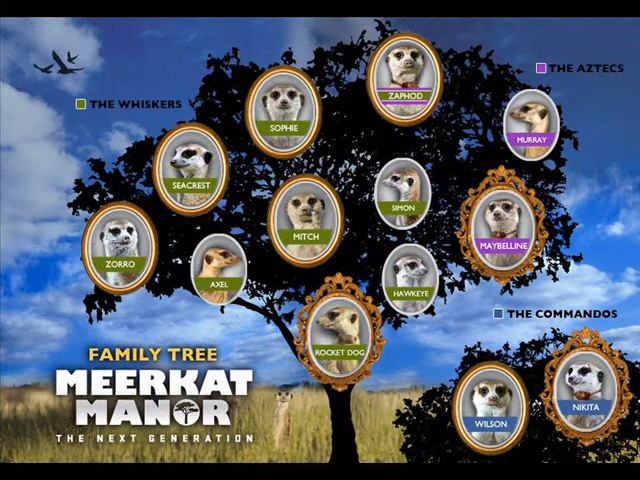 THE AZTECS
THE WHISKERS
ZAPHOD
SOPHIE
MURRAY
SEACREST
SIMON
MITCH
MAYBELLINE
ZORRO
AXEL
HAWKEYE
THE COMMANDOS
ROCKET DOG
FAMILY TREE
MEERKAT
MANOR
THE NEXT GENERATION
NIKITA
WILSON